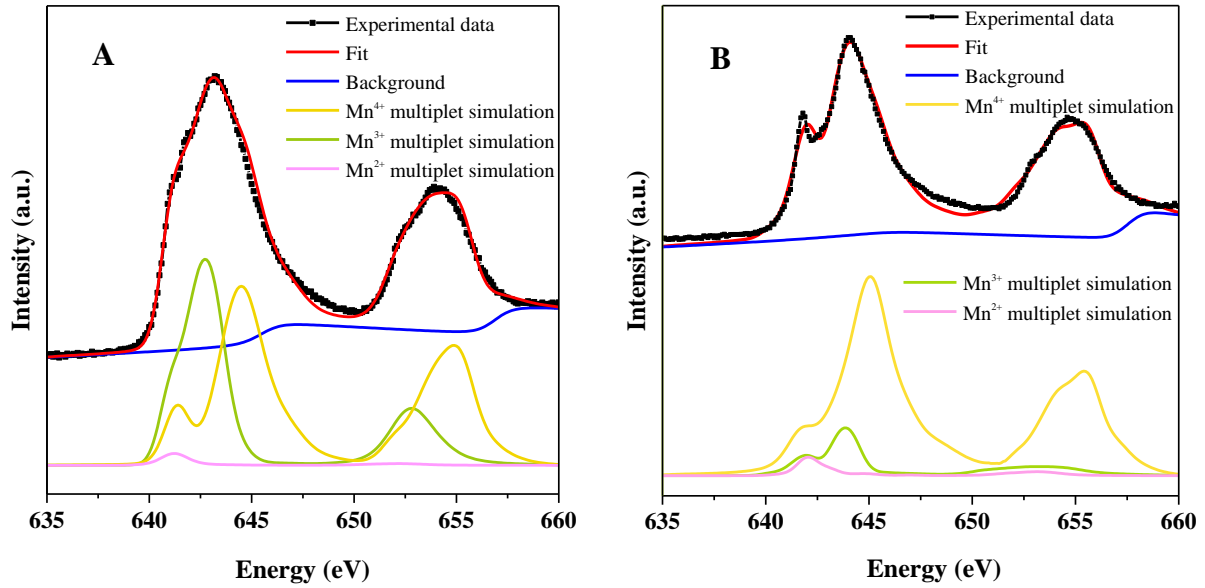 A
Experimental data
Fit
Background
Mn⁴⁺ multiplet simulation
Mn³⁺ multiplet simulation
Mn²⁺ multiplet simulation
Intensity (a.u.)
635 640 645 650 655 660
Energy (eV)
B
Experimental data
Fit
Background
Mn⁴⁺ multiplet simulation
Mn³⁺ multiplet simulation
Mn²⁺ multiplet simulation
Intensity (a.u.)
635 640 645 650 655 660
Energy (eV)